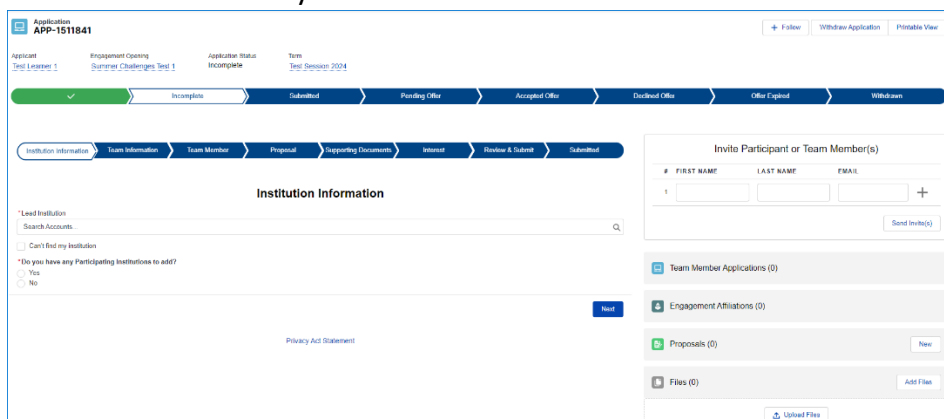 Application
APP-1511841
+ Follow
Withdraw Application
Printable View
Applicant
Engagement Opening
Application Status
Term
Test Learner 1
Summer Challenges Test 1
Incomplete
Test Session 2024
Incomplete
Submitted
Pending Offer
Accepted Offer
Declined Offer
Offer Expired
Withdrawn
Institution Information
Team Information
Team Member
Proposal
Supporting Documents
Interest
Review & Submit
Submitted
Institution Information
*Lead Institution
Search Accounts..
Can't find my institution
*Do you have any Participating Institutions to add?
Yes
No
Next
Privacy Act Statement
Invite Participant or Team Member(s)
# FIRST NAME LAST NAME EMAIL
1
Send Invite(s)
Team Member Applications (0)
Engagement Affiliations (0)
Proposals (0)
New
Files (0)
Add Files
Upload Files